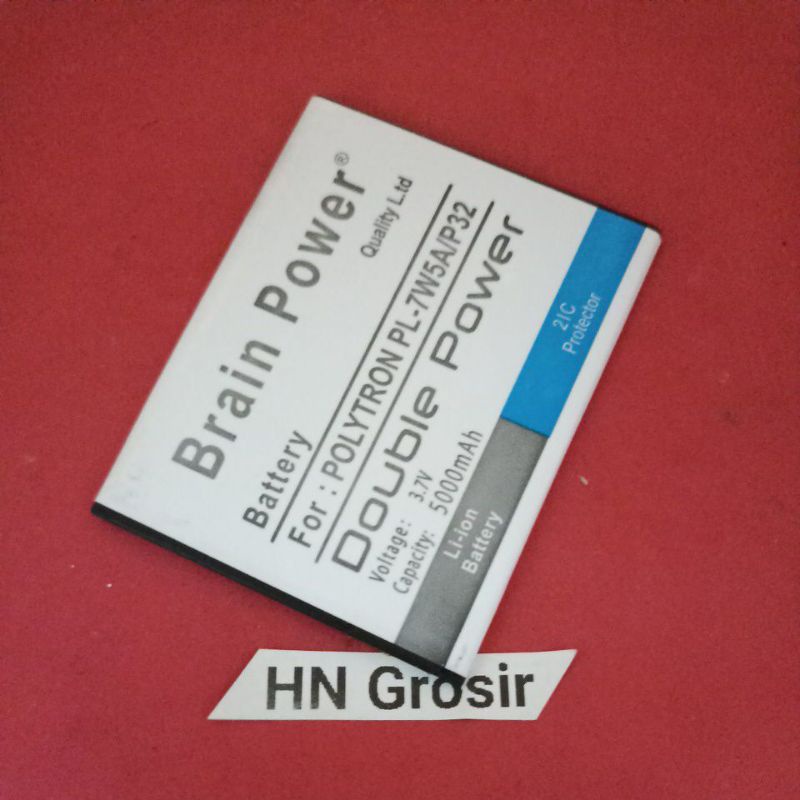 Brain Power®
Quality L.td
Battery
For : POLYTRON PL-7W5A/P32
Double Power
Voltage: 3.7V
Capacity: 5000mAh
Li-ion
Battery
2IC
Protector
HN Grosir